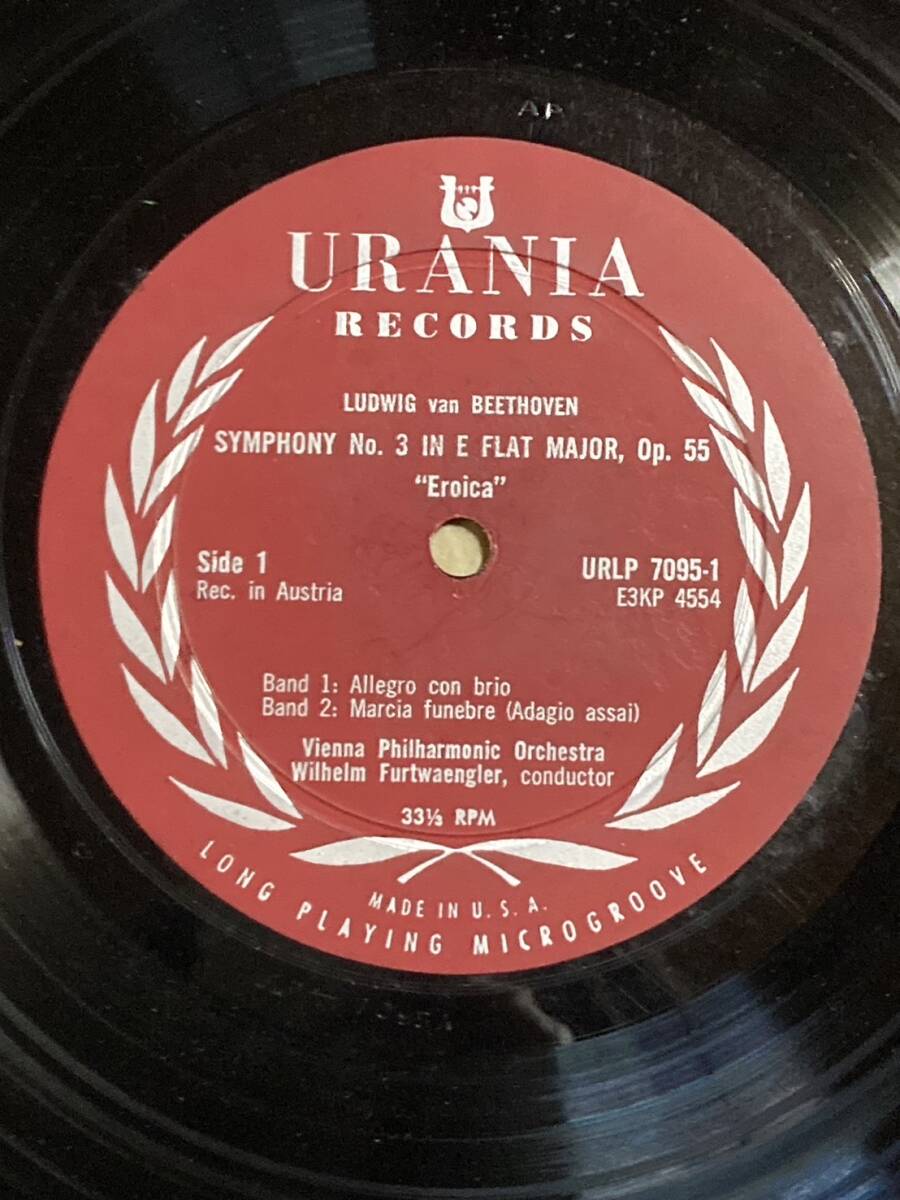 AP
URANIA
RECORDS
LUDWIG van BEETHOVEN
SYMPHONY No. 3 IN E FLAT MAJOR, Op. 55
"Eroica"
Side 1
URLP 7095-1
Rec. in Austria
E3KP 4554
Band 1: Allegro con brio
Band 2: Marcia funebre (Adagio assai)
Vienna Philharmonic Orchestra
Wilhelm Furtwaengler, conductor
33⅓ RPM
MADE IN U. S. A.
LONG PLAYING MICROGROOVE